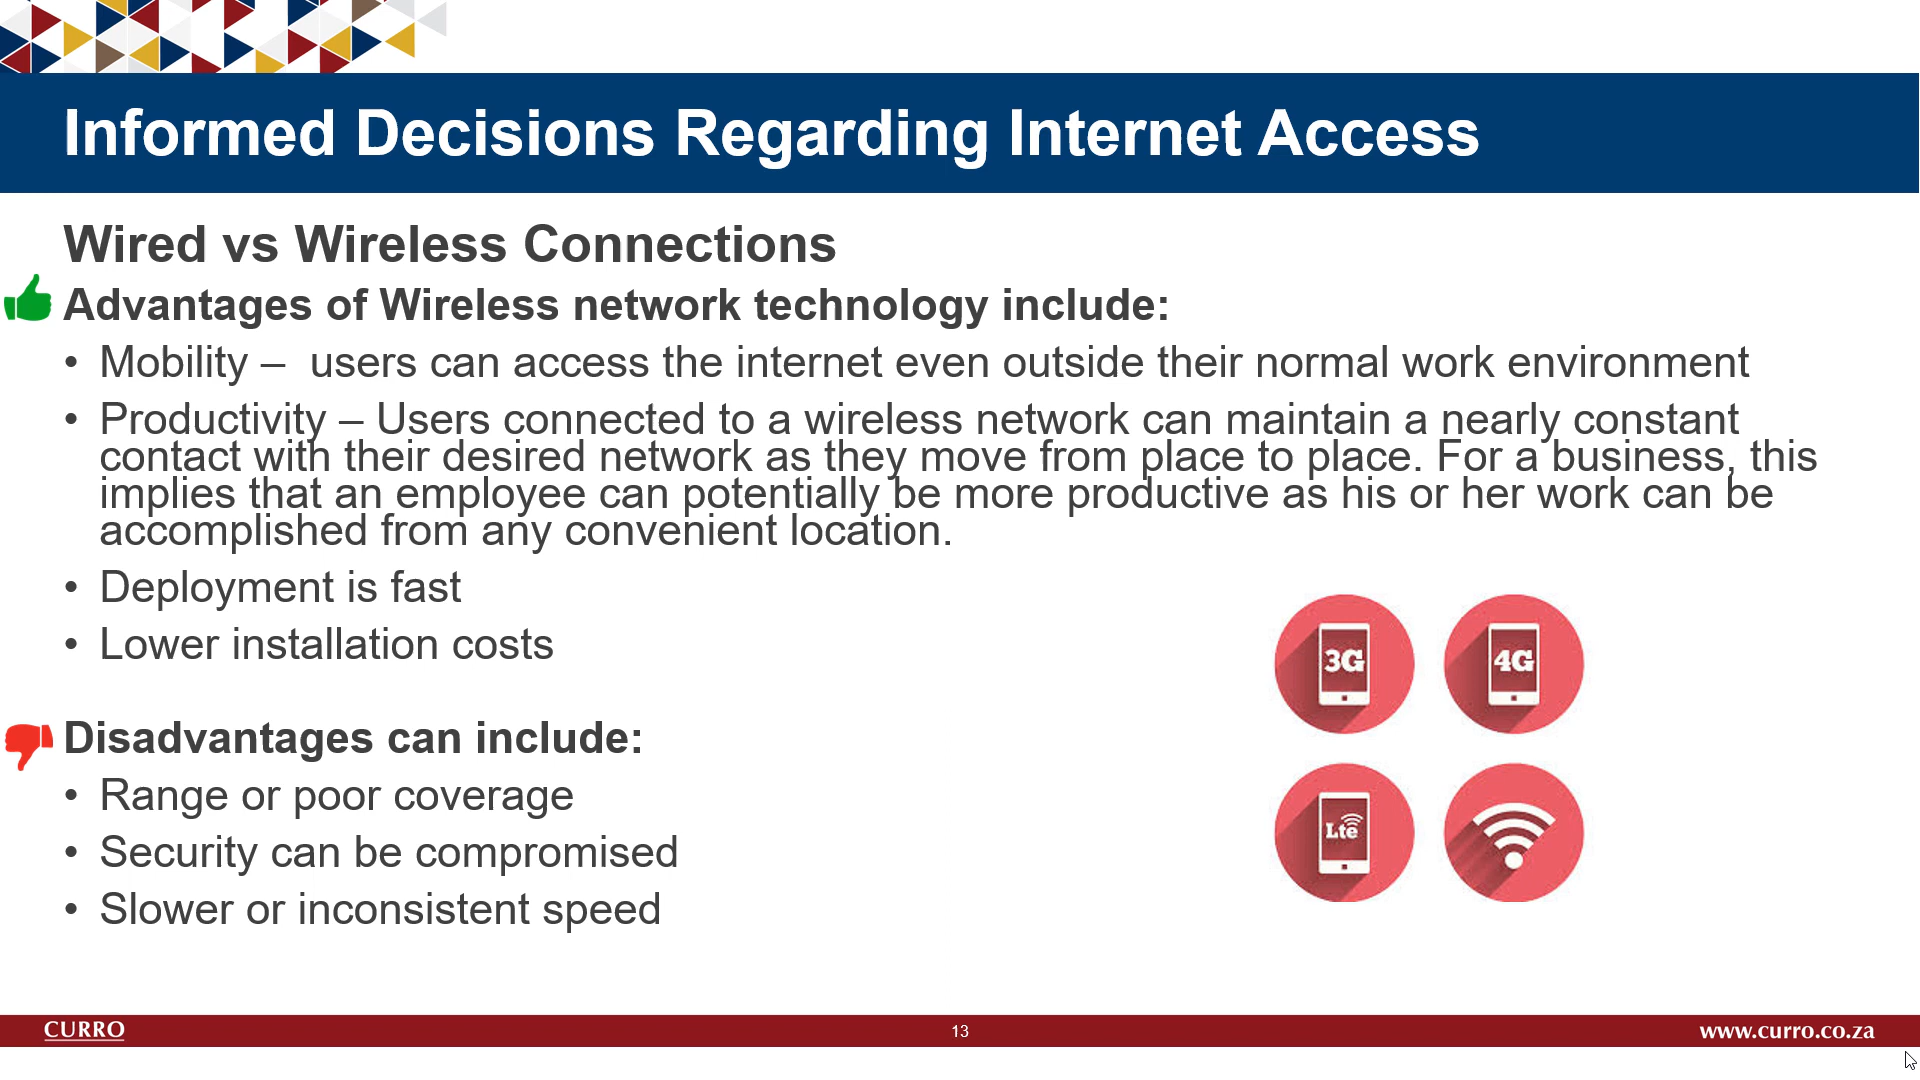 Informed Decisions Regarding Internet Access
Wired vs Wireless Connections
Advantages of Wireless network technology include:
• Mobility –  users can access the internet even outside their normal work environment
• Productivity – Users connected to a wireless network can maintain a nearly constant
contact with their desired network as they move from place to place. For a business, this
implies that an employee can potentially be more productive as his or her work can be
accomplished from any convenient location.
• Deployment is fast
• Lower installation costs
3G
4G
Disadvantages can include:
• Range or poor coverage
• Security can be compromised
• Slower or inconsistent speed
Lte
CURRO
13
www.curro.co.za